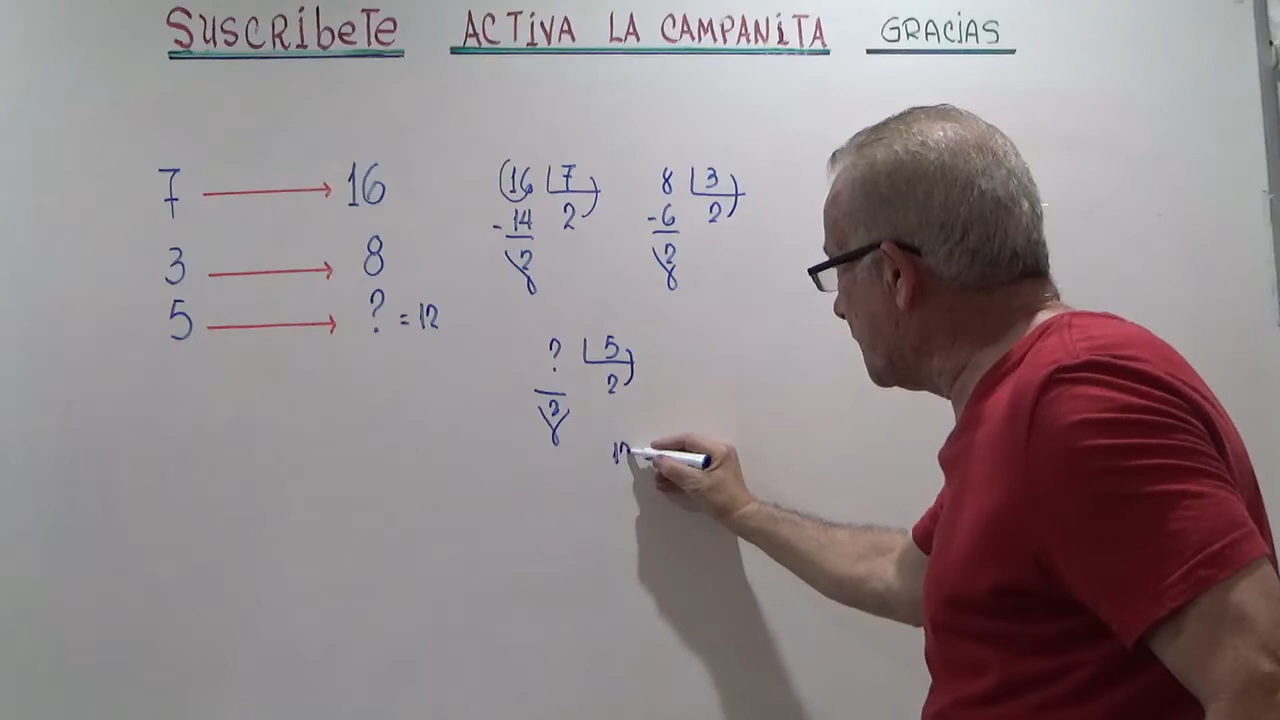 SUSCRIBETE ACTIVA LA CAMPANITA GRACIAS
7 → 16
3 → 8
5 → ? = 12
16 7
-14 2
2
8 3
-6 2
2
? 5
2
2
12